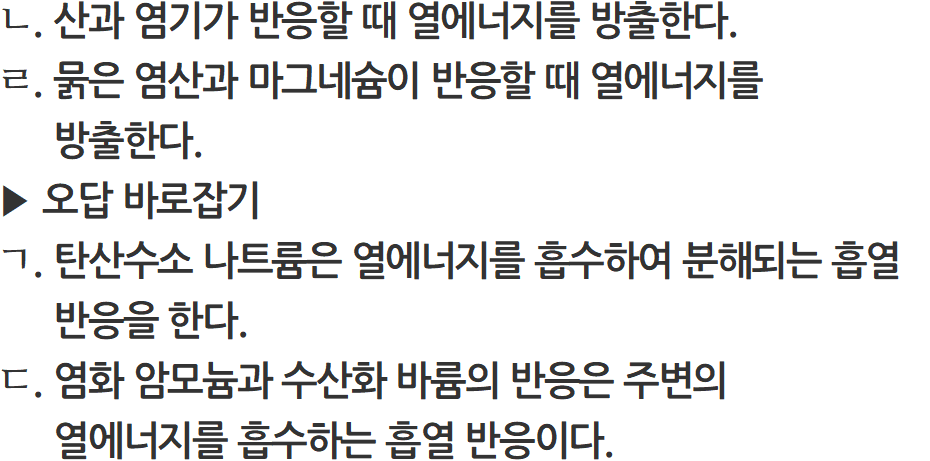 ㄴ. 산과 염기가 반응할 때 열에너지를 방출한다.
ㄹ. 묽은 염산과 마그네슘이 반응할 때 열에너지를
방출한다.
▶ 오답 바로잡기
ㄱ. 탄산수소 나트륨은 열에너지를 흡수하여 분해되는 흡열
반응을 한다.
ㄷ. 염화 암모늄과 수산화 바륨의 반응은 주변의
열에너지를 흡수하는 흡열 반응이다.